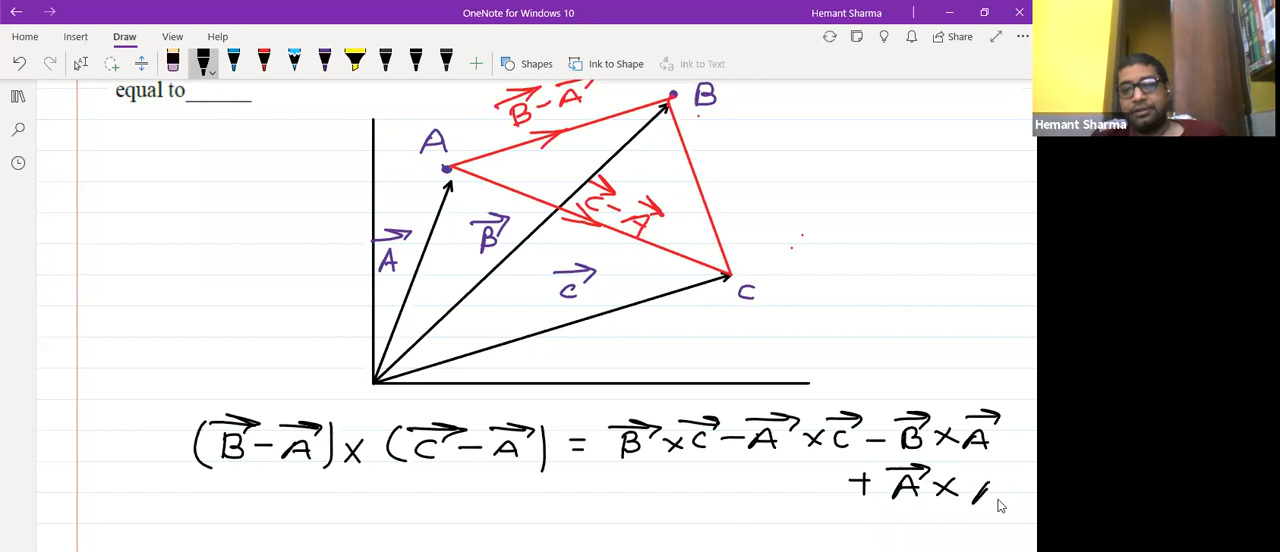 OneNote for Windows 10
Hemant Sharma
Home Insert Draw View Help
Share
Shapes Ink to Shape Ink to Text
equal to______
B⃗ - A⃗
B
A
C⃗ - A⃗
A⃗
B⃗
C⃗
C
Hemant Sharma
(B⃗ - A⃗) × (C⃗ - A⃗) = B⃗ × C⃗ - A⃗ × C⃗ - B⃗ × A⃗
+ A⃗ ×